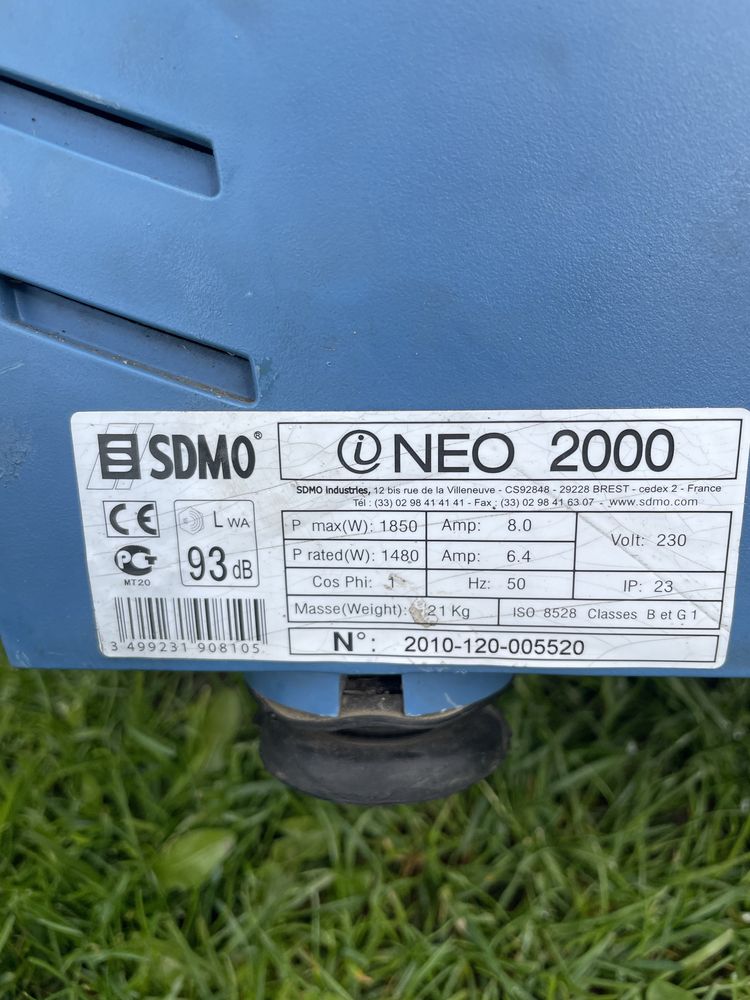 SDMO®
i NEO 2000
SDMO industries, 12 bis rue de la Villeneuve - CS92848 - 29228 BREST - cedex 2 - France
Tél : (33) 02 98 41 41 41 - Fax : (33) 02 98 41 63 07 - www.sdmo.com
CE
LWA
93 dB
PCT
MT20
P max(W): 1850 Amp: 8.0 Volt: 230
P rated(W): 1480 Amp: 6.4
Cos Phi: 1 Hz: 50 IP: 23
Masse(Weight): 21 Kg ISO 8528 Classes B et G1
3 499231 908105
N°: 2010-120-005520